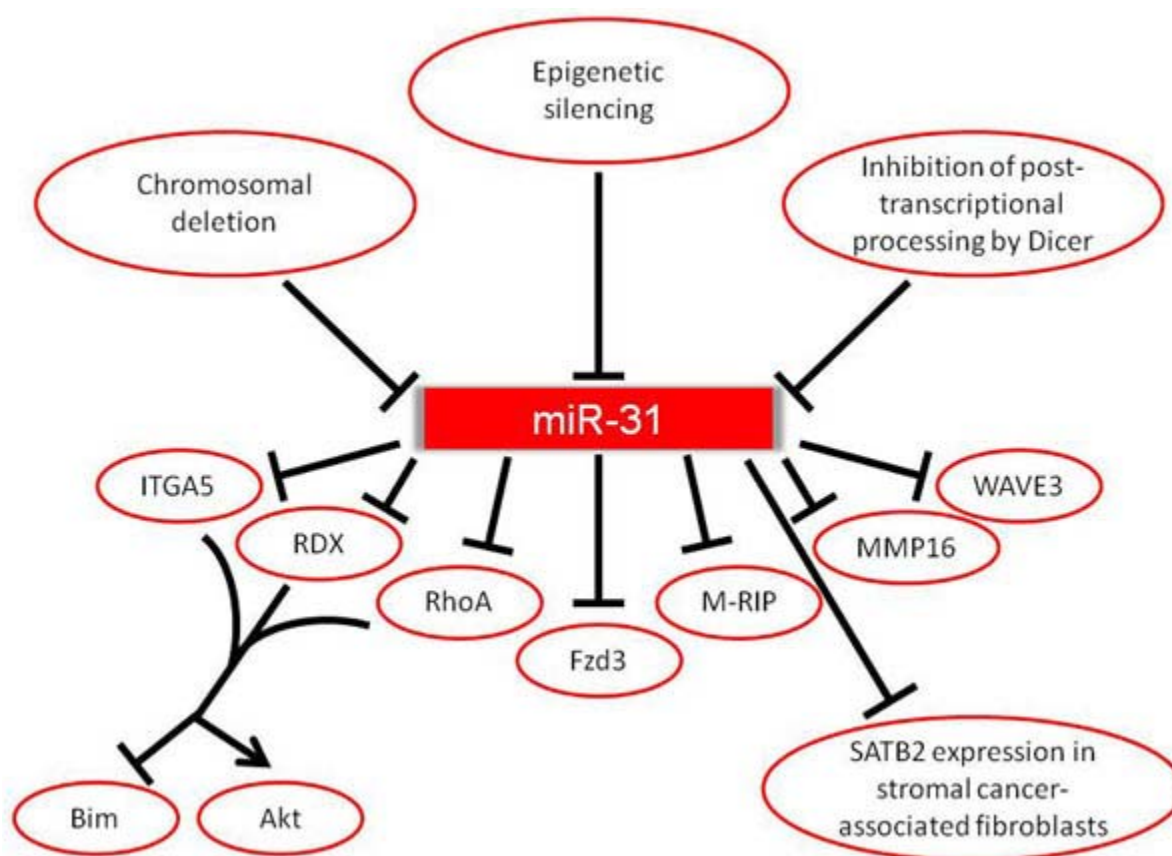 Epigenetic
silencing
Chromosomal
deletion
Inhibition of post-
transcriptional
processing by Dicer
miR-31
ITGA5
WAVE3
RDX
MMP16
RhoA
M-RIP
Fzd3
SATB2 expression in
stromal cancer-
associated fibroblasts
Bim
Akt